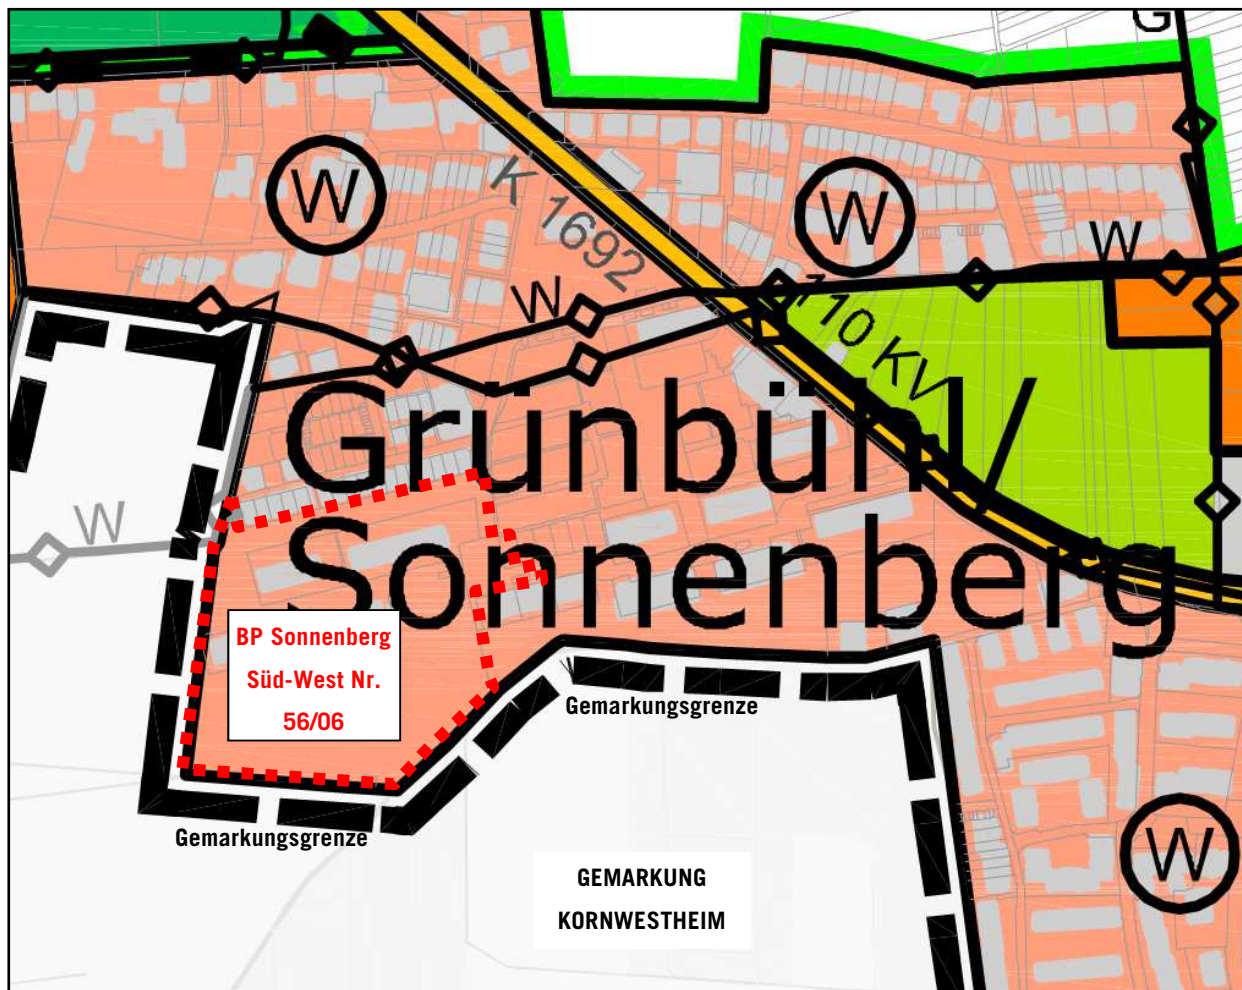 G
W
W
K 1692
W
W
110 KV
Grünbühl/
Sonnenberg
W
BP Sonnenberg
Süd-West Nr.
56/06
Gemarkungsgrenze
Gemarkungsgrenze
W
GEMARKUNG
KORNWESTHEIM